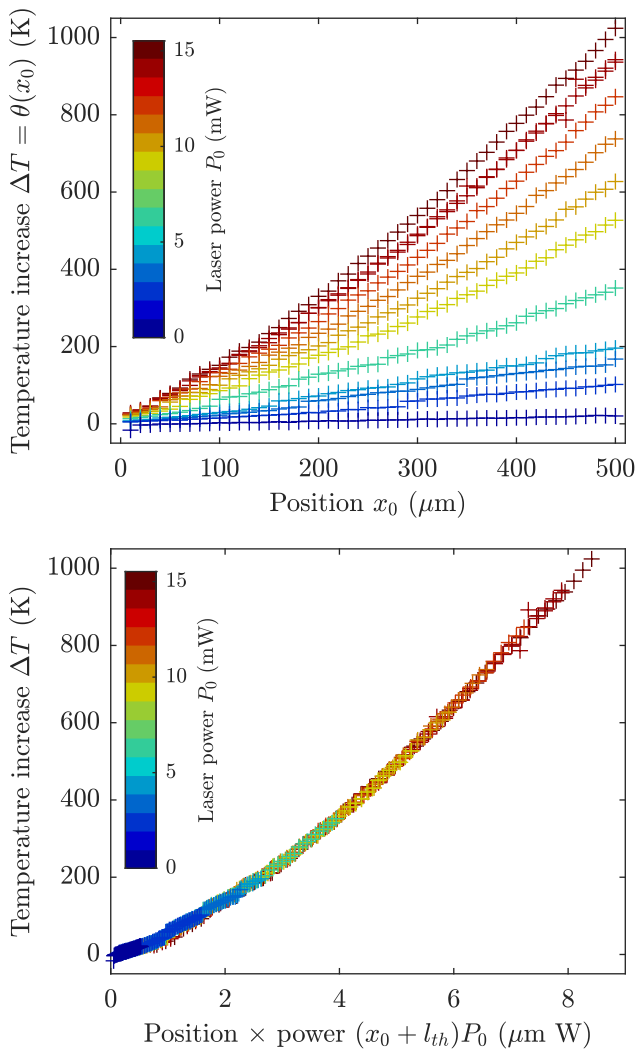 1000
800
600
400
200
0
Temperature increase ΔT = θ(x₀) (K)
15
10
5
0
Laser power P₀ (mW)
0 100 200 300 400 500
Position x₀ (μm)
1000
800
600
400
200
0
Temperature increase ΔT (K)
15
10
5
0
Laser power P₀ (mW)
0 2 4 6 8
Position × power (x₀ + lₜₕ)P₀ (μm W)